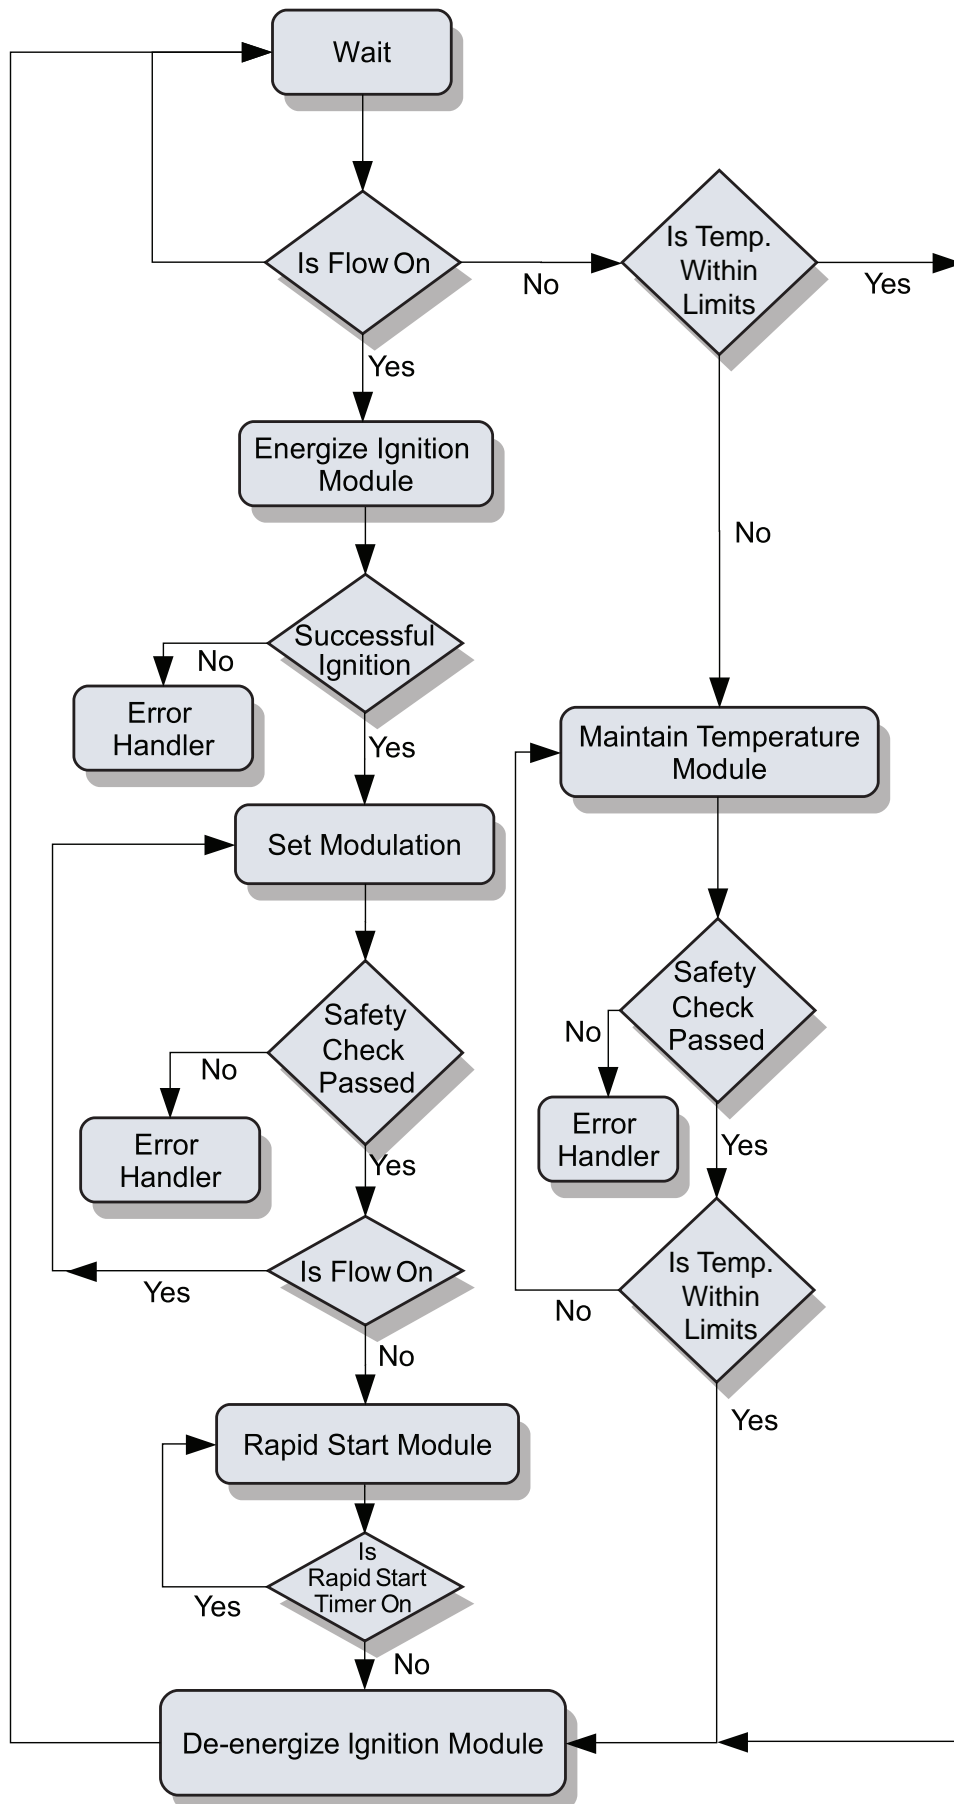 Wait
Is Flow On
No
Is Temp.
Within
Limits
Yes
Yes
Energize Ignition
Module
No
Successful
Ignition
No
Error
Handler
Yes
Maintain Temperature
Module
Set Modulation
Safety
Check
Passed
No
Error
Handler
Yes
Safety
Check
Passed
No
Error
Handler
Yes
Is Flow On
Yes
Is Temp.
Within
Limits
No
No
Yes
Rapid Start Module
Is
Rapid Start
Timer On
Yes
No
De-energize Ignition Module